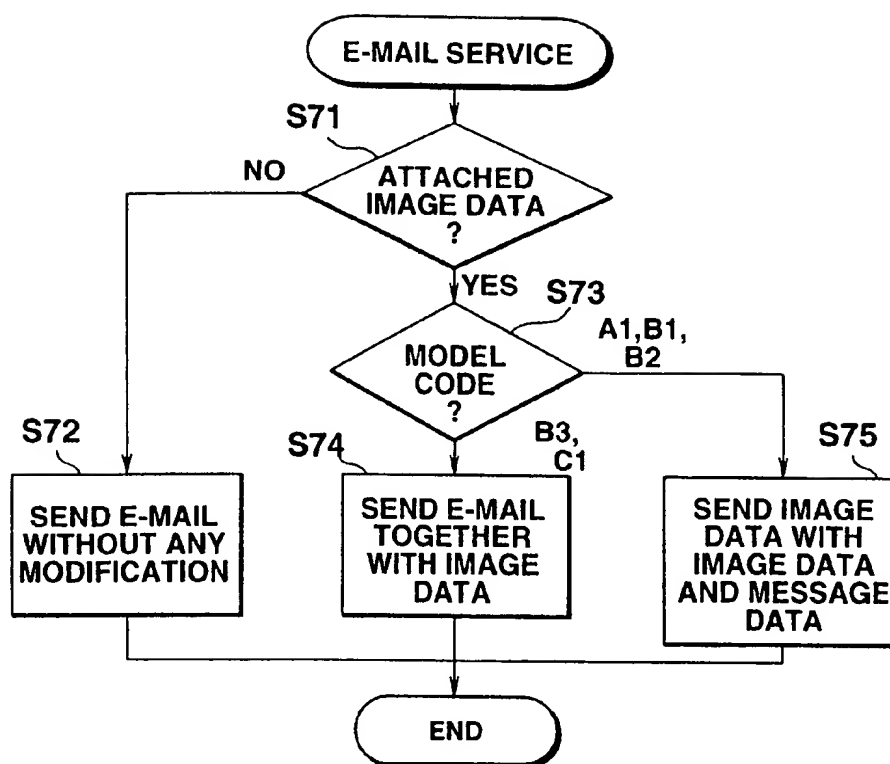 E-MAIL SERVICE
S71
NO
ATTACHED
IMAGE DATA
?
YES
S73
A1,B1,
B2
MODEL
CODE
?
B3,
C1
S72
SEND E-MAIL
WITHOUT ANY
MODIFICATION
S74
SEND E-MAIL
TOGETHER
WITH IMAGE
DATA
S75
SEND IMAGE
DATA WITH
IMAGE DATA
AND MESSAGE
DATA
END